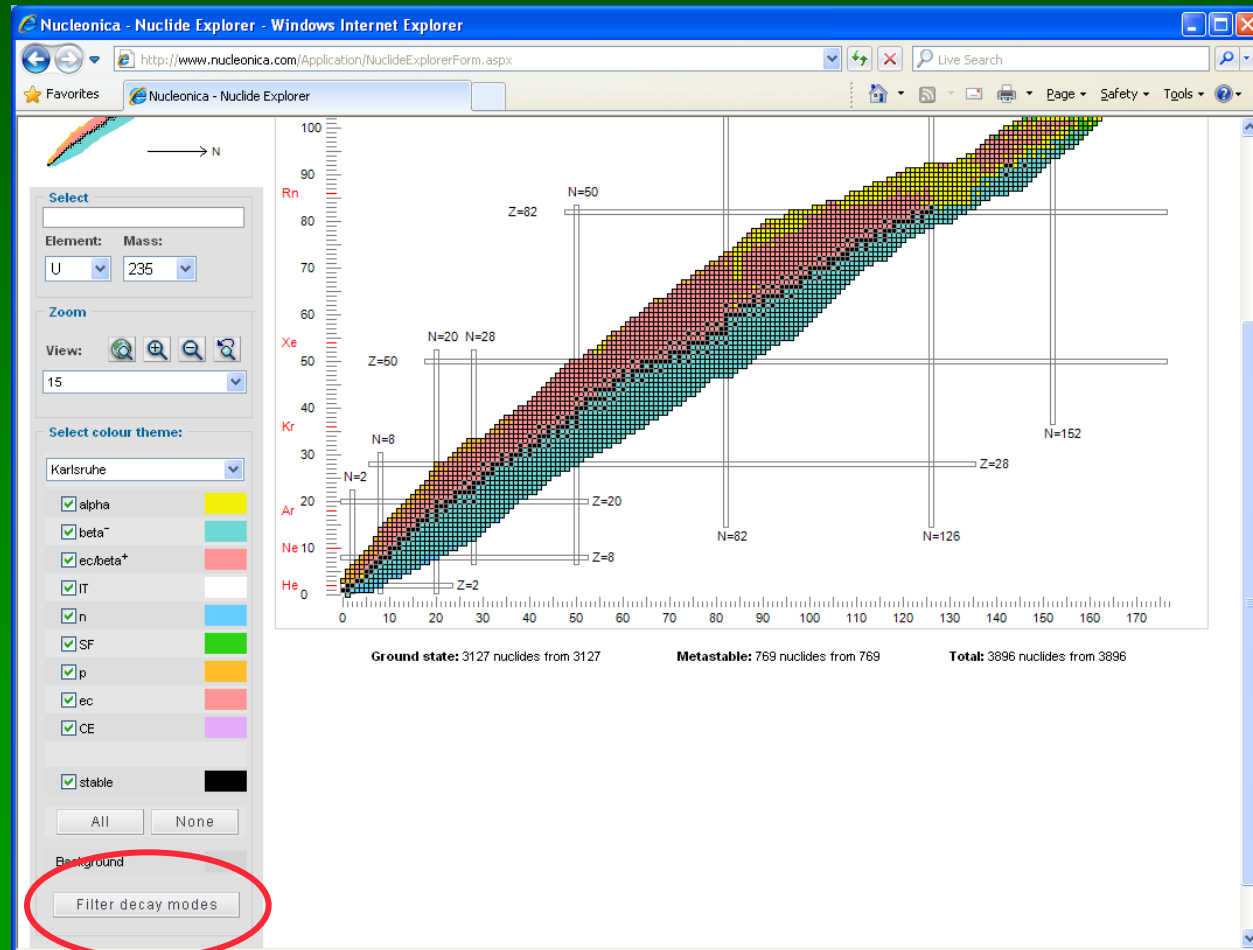 Nucleonica - Nuclide Explorer - Windows Internet Explorer
http://www.nucleonica.com/Application/NuclideExplorerForm.aspx
Live Search
Favorites
Nucleonica - Nuclide Explorer
Page
Safety
Tools
N
Select
Element: Mass:
U 235
Zoom
View:
15
Select colour theme:
Karlsruhe
alpha
beta⁻
ec/beta⁺
IT
n
SF
p
ec
CE
stable
All None
Background
Filter decay modes
100
90
Rn
80
70
60
Xe
50
40
Kr
30
20
Ar
Ne 10
He 0
N=50
Z=82
N=20 N=28
Z=50
N=8
N=152
Z=28
N=2
Z=20
N=82
N=126
Z=8
Z=2
0 10 20 30 40 50 60 70 80 90 100 110 120 130 140 150 160 170
Ground state: 3127 nuclides from 3127 Metastable: 769 nuclides from 769 Total: 3896 nuclides from 3896